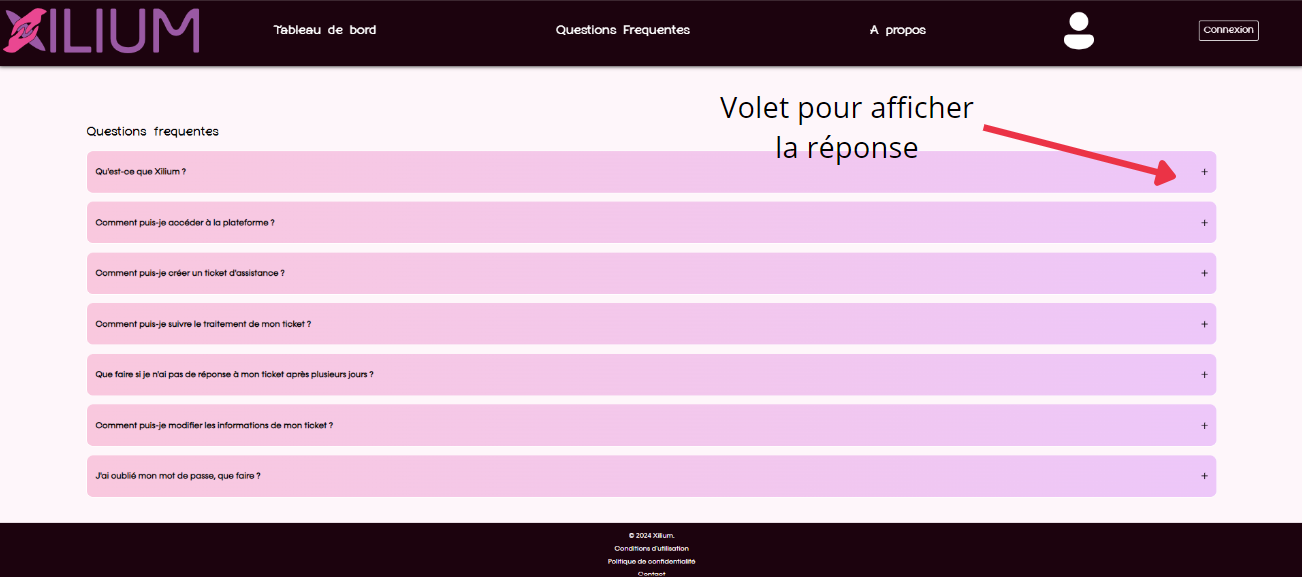 XILIUM
Tableau de bord
Questions Frequentes
A propos
Connexion
Volet pour afficher
la réponse
Questions frequentes
Qu'est-ce que Xilium ?
+
Comment puis-je accéder à la plateforme ?
+
Comment puis-je créer un ticket d'assistance ?
+
Comment puis-je suivre le traitement de mon ticket ?
+
Que faire si je n'ai pas de réponse à mon ticket après plusieurs jours ?
+
Comment puis-je modifier les informations de mon ticket ?
+
J'ai oublié mon mot de passe, que faire ?
+
© 2024 Xilium.
Conditions d'utilisation
Politique de confidentialité
Contact